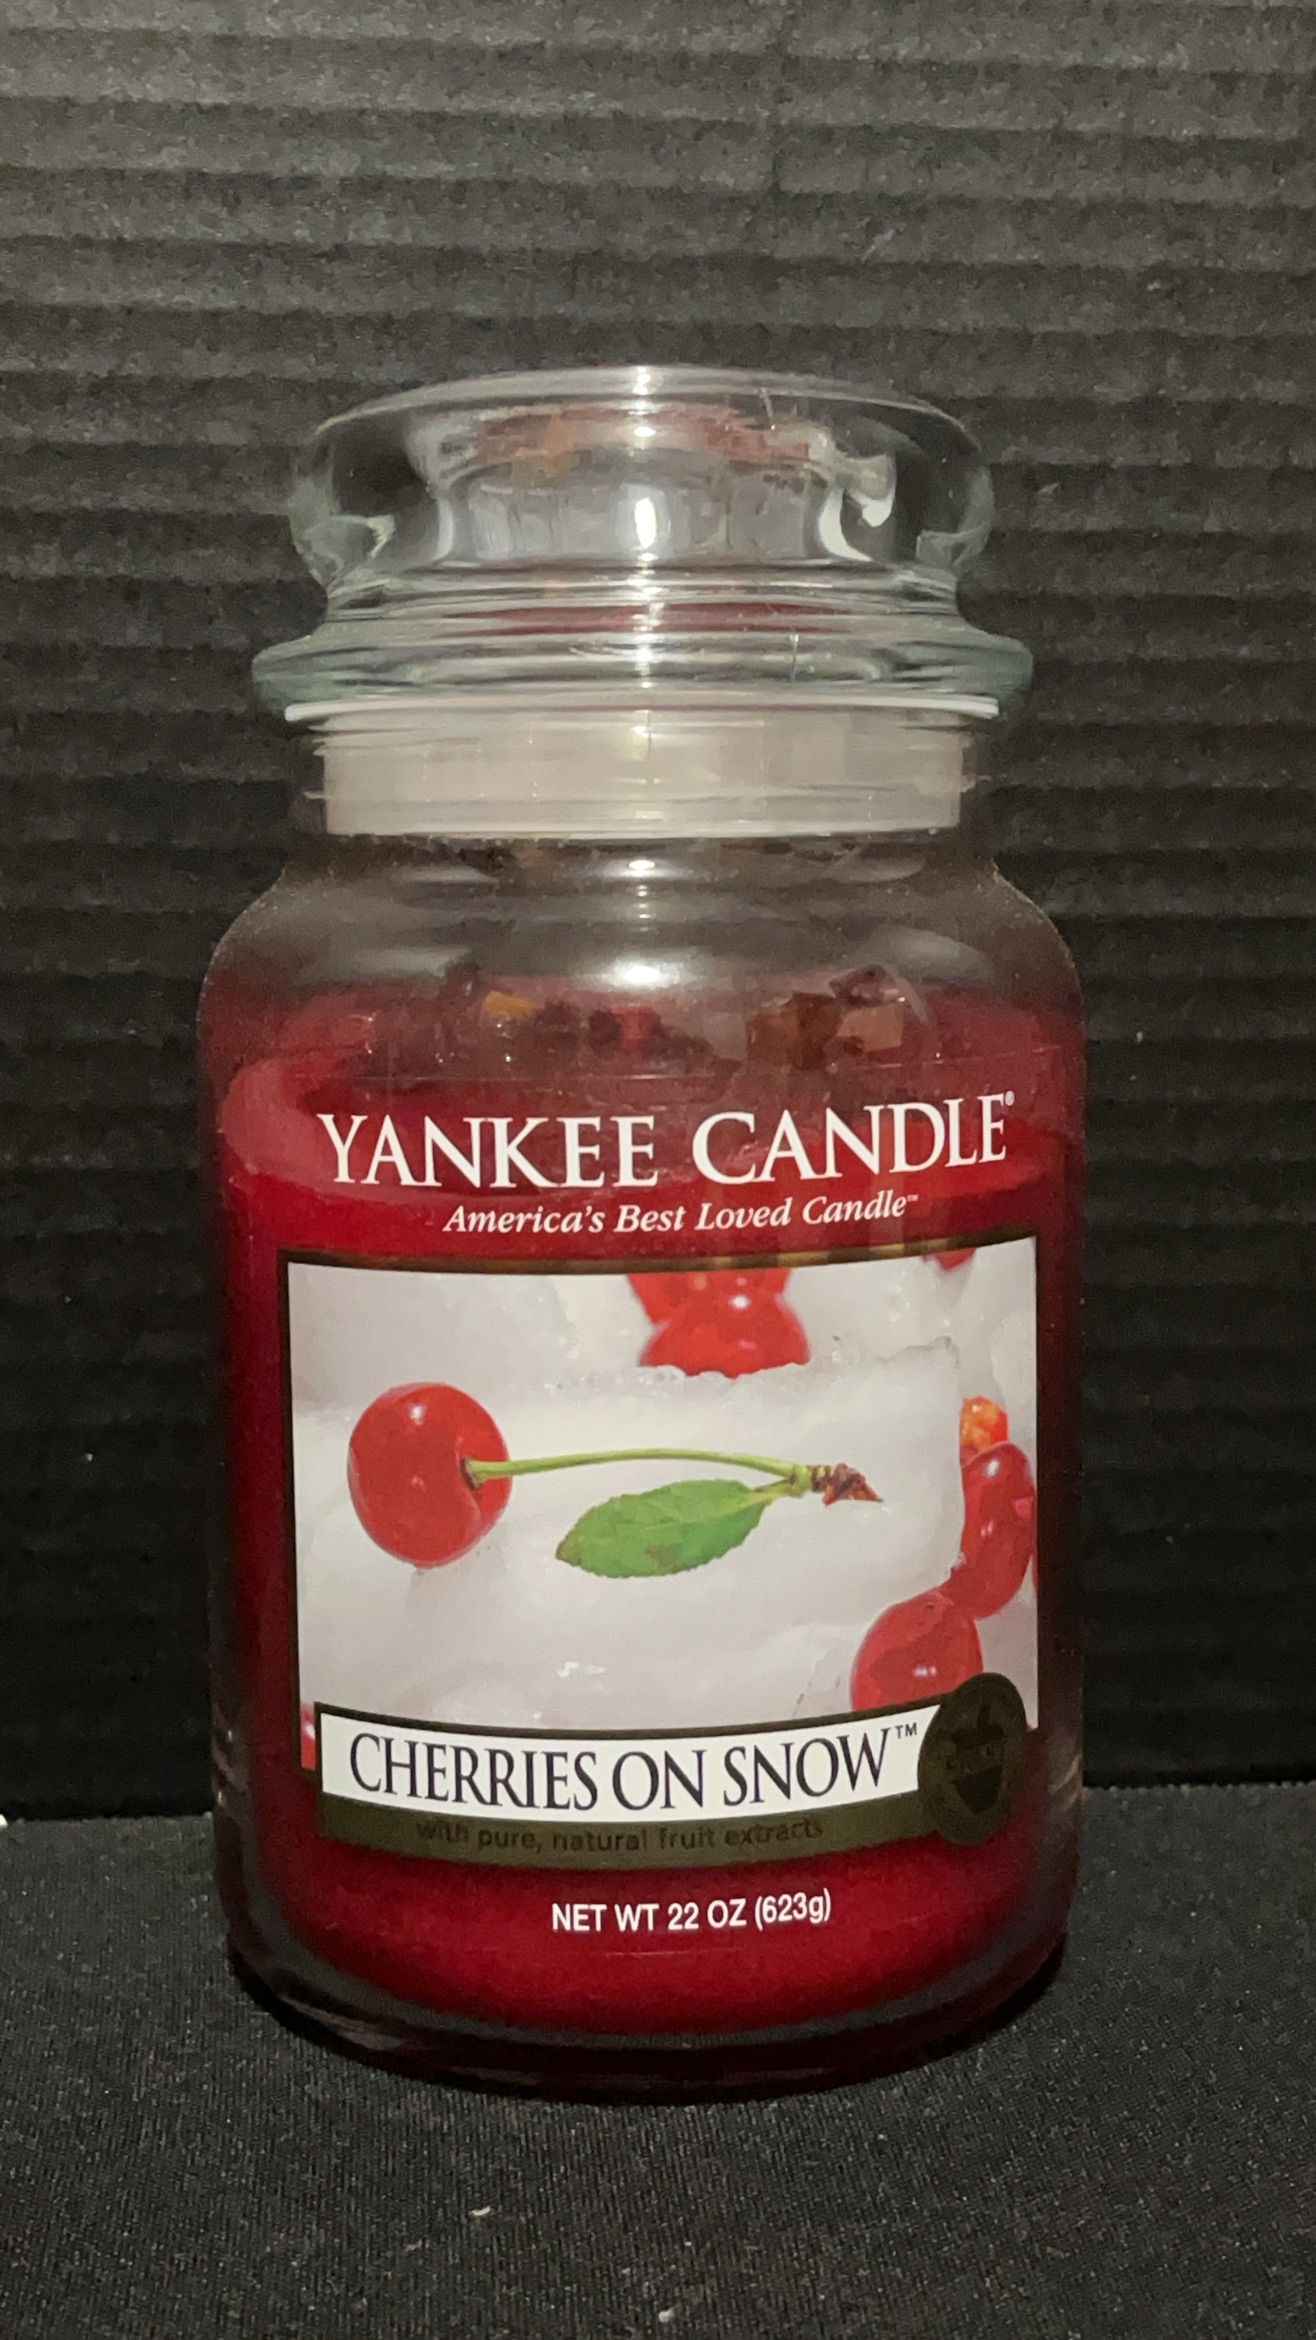 YANKEE CANDLE®
America's Best Loved Candle™
CHERRIES ON SNOW™
with pure, natural fruit extracts
NET WT 22 OZ (623g)